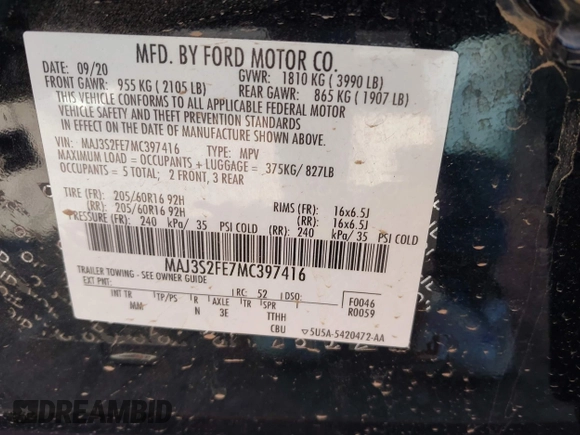 MFD. BY FORD MOTOR CO.
DATE: 09/20 GVWR: 1810 KG ( 3990 LB)
FRONT GAWR: 955 KG ( 2105 LB) REAR GAWR: 865 KG ( 1907 LB)
THIS VEHICLE CONFORMS TO ALL APPLICABLE FEDERAL MOTOR
VEHICLE SAFETY AND THEFT PREVENTION STANDARDS
IN EFFECT ON THE DATE OF MANUFACTURE SHOWN ABOVE.
VIN: MAJ3S2FE7MC397416 TYPE: MPV
MAXIMUM LOAD = OCCUPANTS + LUGGAGE = 375KG/ 827LB
OCCUPANTS = 5 TOTAL; 2 FRONT, 3 REAR
TIRE (FR): 205/60R16 92H RIMS (FR): 16x6.5J
(RR): 205/60R16 92H (RR): 16x6.5J
PRESSURE (FR): 240 kPa/ 35 PSI COLD (RR): 240 kPa/ 35 PSI COLD
MAJ3S2FE7MC397416
TRAILER TOWING - SEE OWNER GUIDE
EXT PNT: RC: 52 DSO: F0046
INT TR TP/PS R AXLE TR SPR R0059
N 3E TTHH
CBU 5U5A-5420472-AA
DREAMBID